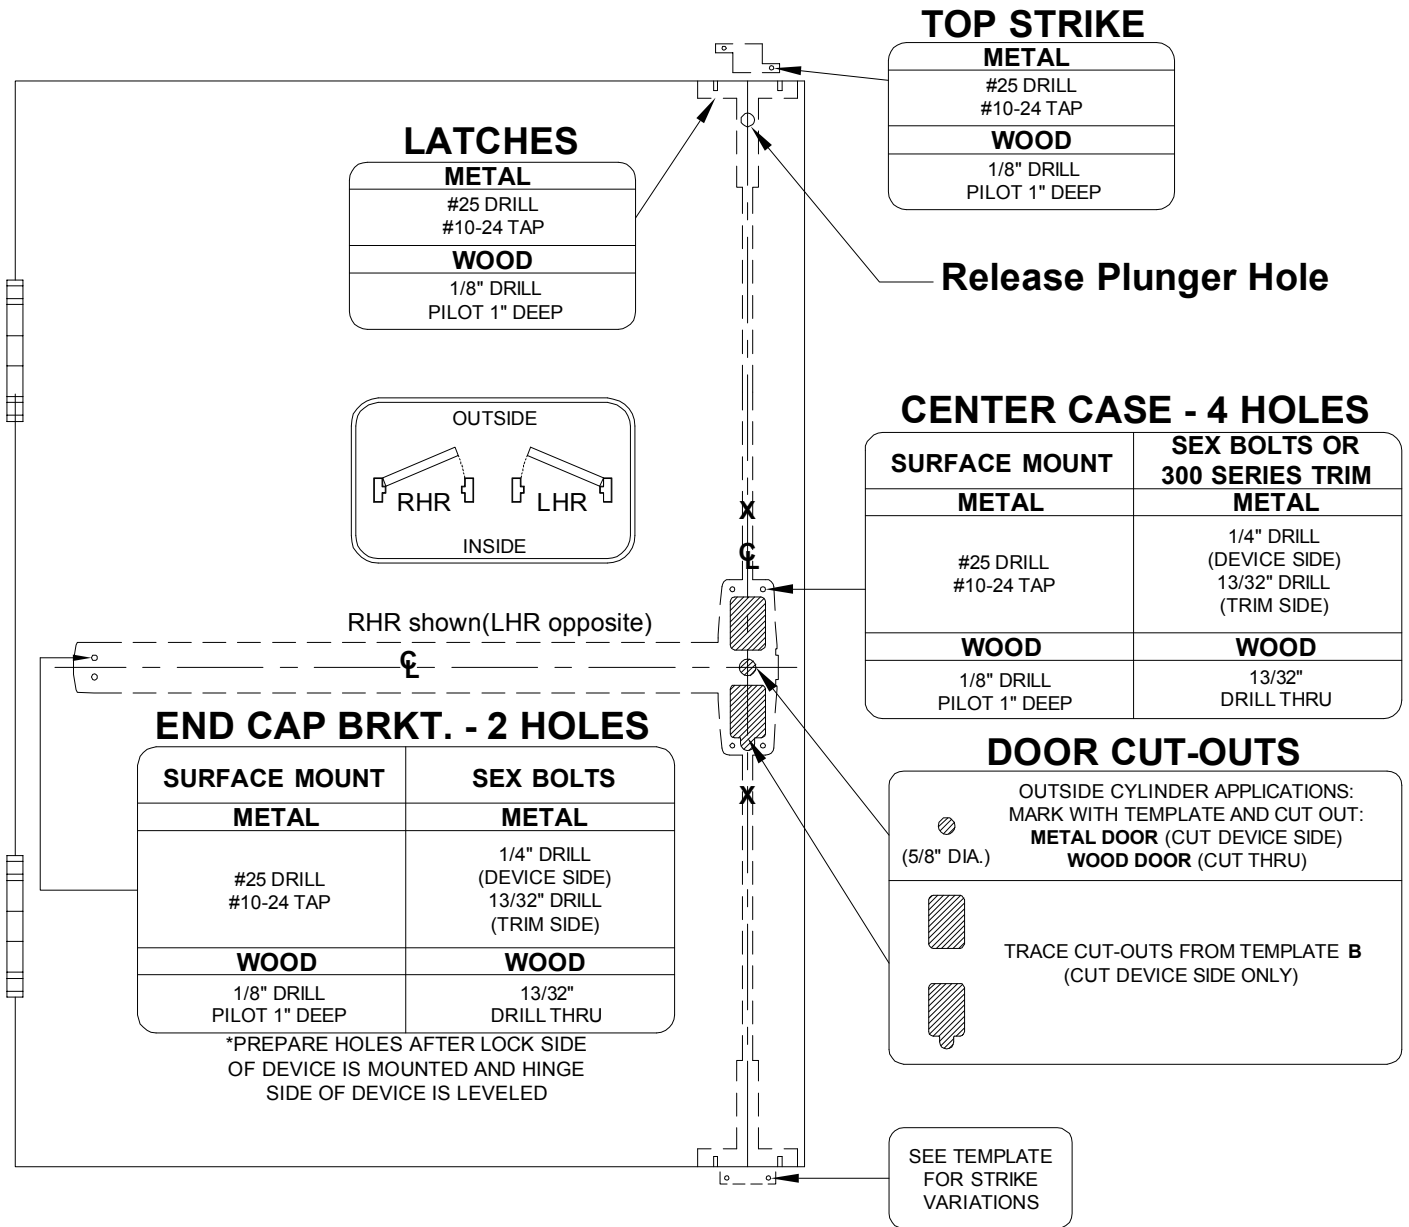 TOP STRIKE
METAL
#25 DRILL
#10-24 TAP
WOOD
1/8" DRILL
PILOT 1" DEEP
LATCHES
METAL
#25 DRILL
#10-24 TAP
WOOD
1/8" DRILL
PILOT 1" DEEP
Release Plunger Hole
OUTSIDE
RHR
LHR
INSIDE
CENTER CASE - 4 HOLES
SURFACE MOUNT
SEX BOLTS OR
300 SERIES TRIM
METAL
METAL
#25 DRILL
#10-24 TAP
1/4" DRILL
(DEVICE SIDE)
13/32" DRILL
(TRIM SIDE)
WOOD
WOOD
1/8" DRILL
PILOT 1" DEEP
13/32"
DRILL THRU
X
℄
RHR shown(LHR opposite)
℄
X
END CAP BRKT. - 2 HOLES
SURFACE MOUNT
SEX BOLTS
METAL
METAL
#25 DRILL
#10-24 TAP
1/4" DRILL
(DEVICE SIDE)
13/32" DRILL
(TRIM SIDE)
WOOD
WOOD
1/8" DRILL
PILOT 1" DEEP
13/32"
DRILL THRU
*PREPARE HOLES AFTER LOCK SIDE
OF DEVICE IS MOUNTED AND HINGE
SIDE OF DEVICE IS LEVELED
DOOR CUT-OUTS
(5/8" DIA.)
OUTSIDE CYLINDER APPLICATIONS:
MARK WITH TEMPLATE AND CUT OUT:
METAL DOOR (CUT DEVICE SIDE)
WOOD DOOR (CUT THRU)
TRACE CUT-OUTS FROM TEMPLATE B
(CUT DEVICE SIDE ONLY)
SEE TEMPLATE
FOR STRIKE
VARIATIONS